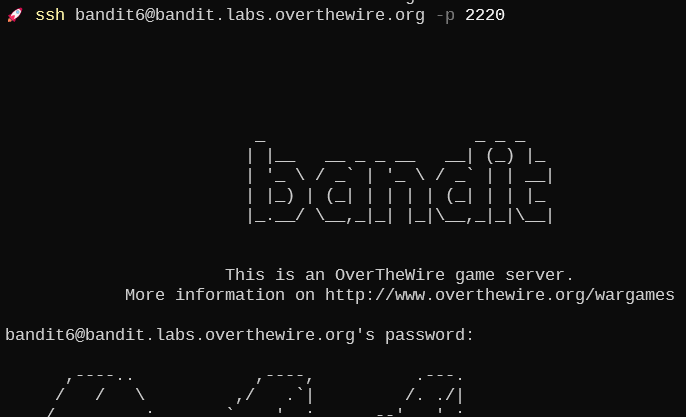 🚀 ssh bandit6@bandit.labs.overthewire.org -p 2220
bandit
This is an OverTheWire game server.
More information on http://www.overthewire.org/wargames
bandit6@bandit.labs.overthewire.org's password: